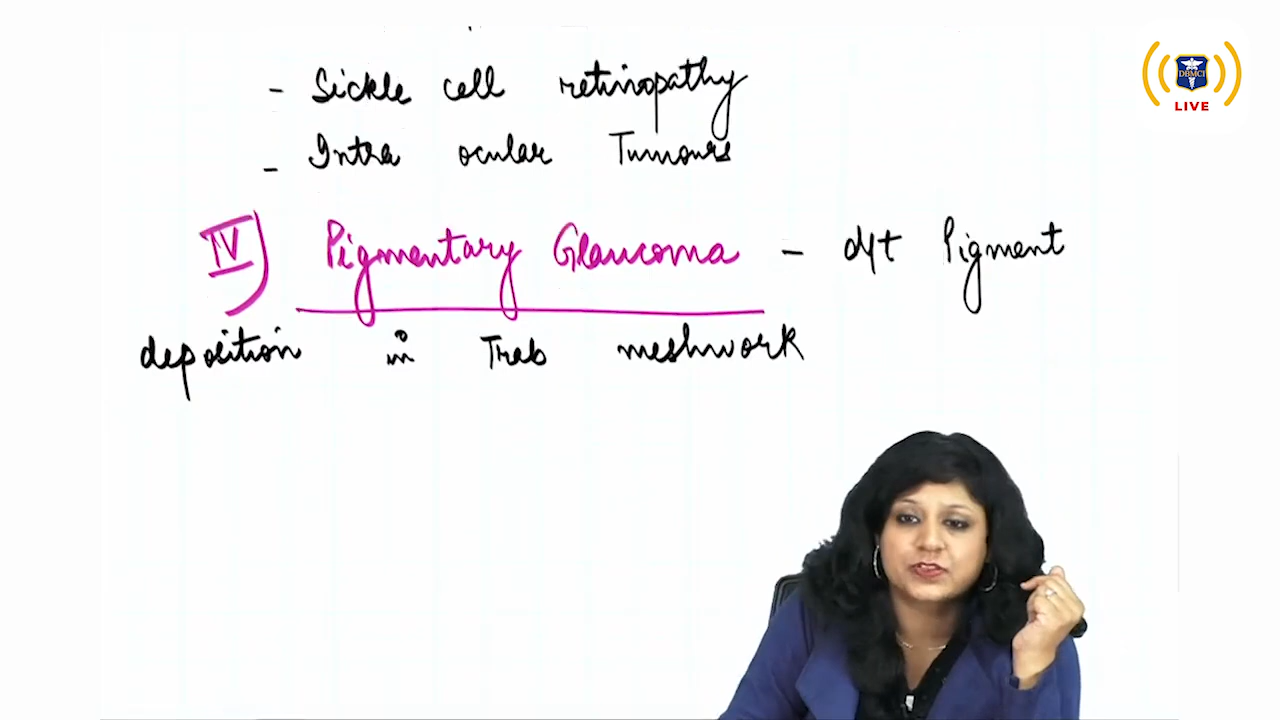 - Sickle cell retinopathy
- Intra ocular Tumours
IV) Pigmentary Glaucoma - d/t Pigment
deposition in Trab meshwork
DBMCI
LIVE